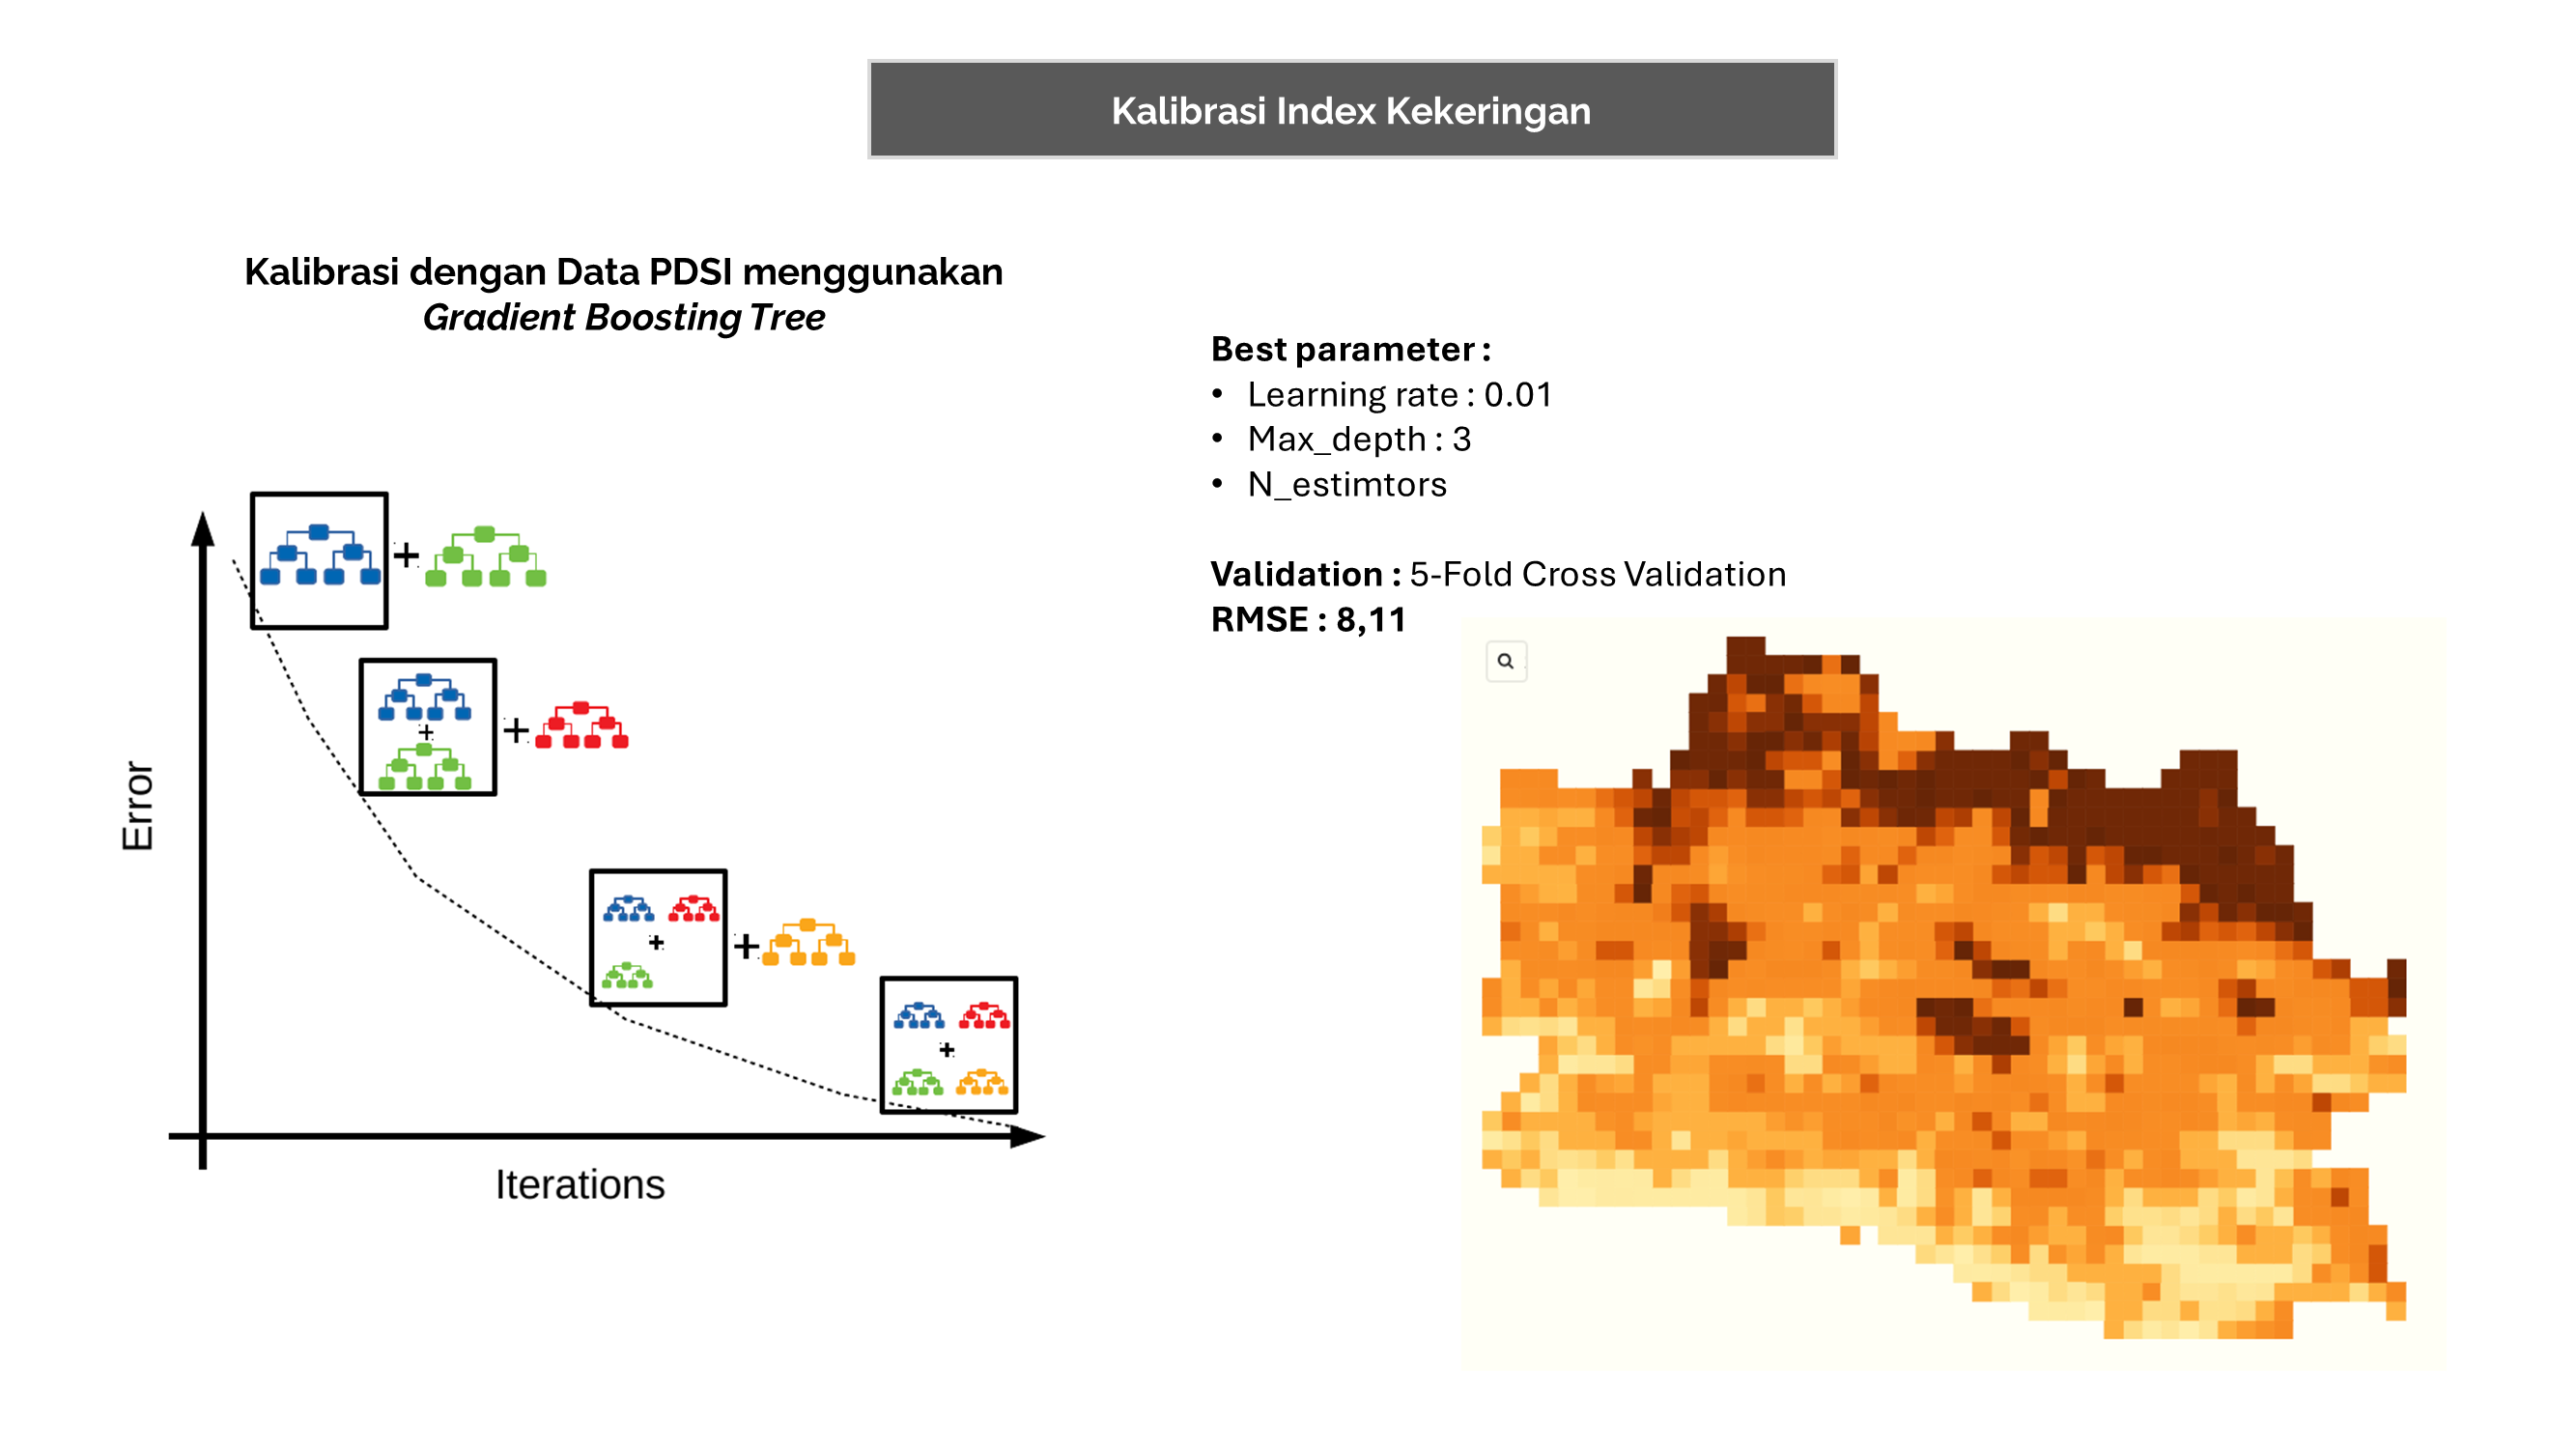 Kalibrasi Index Kekeringan
Kalibrasi dengan Data PDSI menggunakan
Gradient Boosting Tree
Best parameter :
• Learning rate : 0.01
• Max_depth : 3
• N_estimtors
Validation : 5-Fold Cross Validation
RMSE : 8,11
Error
Iterations